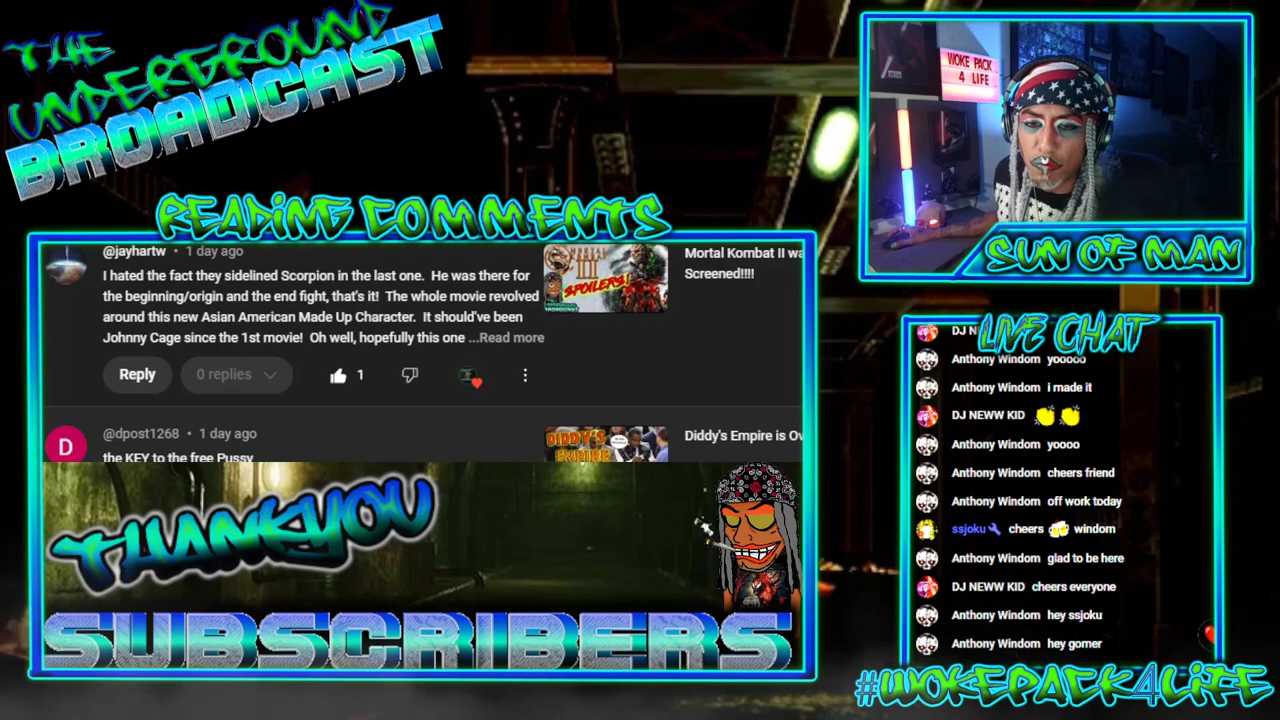 THE
UNDERGROUND
BROADCAST
WOKE PACK
4 LIFE
SUN OF MAN
READING COMMENTS
@jayhartw • 1 day ago
I hated the fact they sidelined Scorpion in the last one. He was there for
the beginning/origin and the end fight, that's it! The whole movie revolved
around this new Asian American Made Up Character. It should've been
Johnny Cage since the 1st movie! Oh well, hopefully this one ...Read more
Reply
0 replies
1
SPOILERS!
Mortal Kombat II wa
Screened!!!!
D
@dpost1268 • 1 day ago
the KEY to the free Pussy
DIDDY'S
EMPIRE
Diddy's Empire is Ov
THANKYOU
SUBSCRIBERS
LIVE CHAT
DJ N
Anthony Windom yoooo
Anthony Windom i made it
DJ NEWW KID 👏 👏
Anthony Windom yoooo
Anthony Windom cheers friend
Anthony Windom off work today
ssjoku cheers 🍻 windom
Anthony Windom glad to be here
DJ NEWW KID cheers everyone
Anthony Windom hey ssjoku
Anthony Windom hey gorner
#WOKEPACK4LIFE